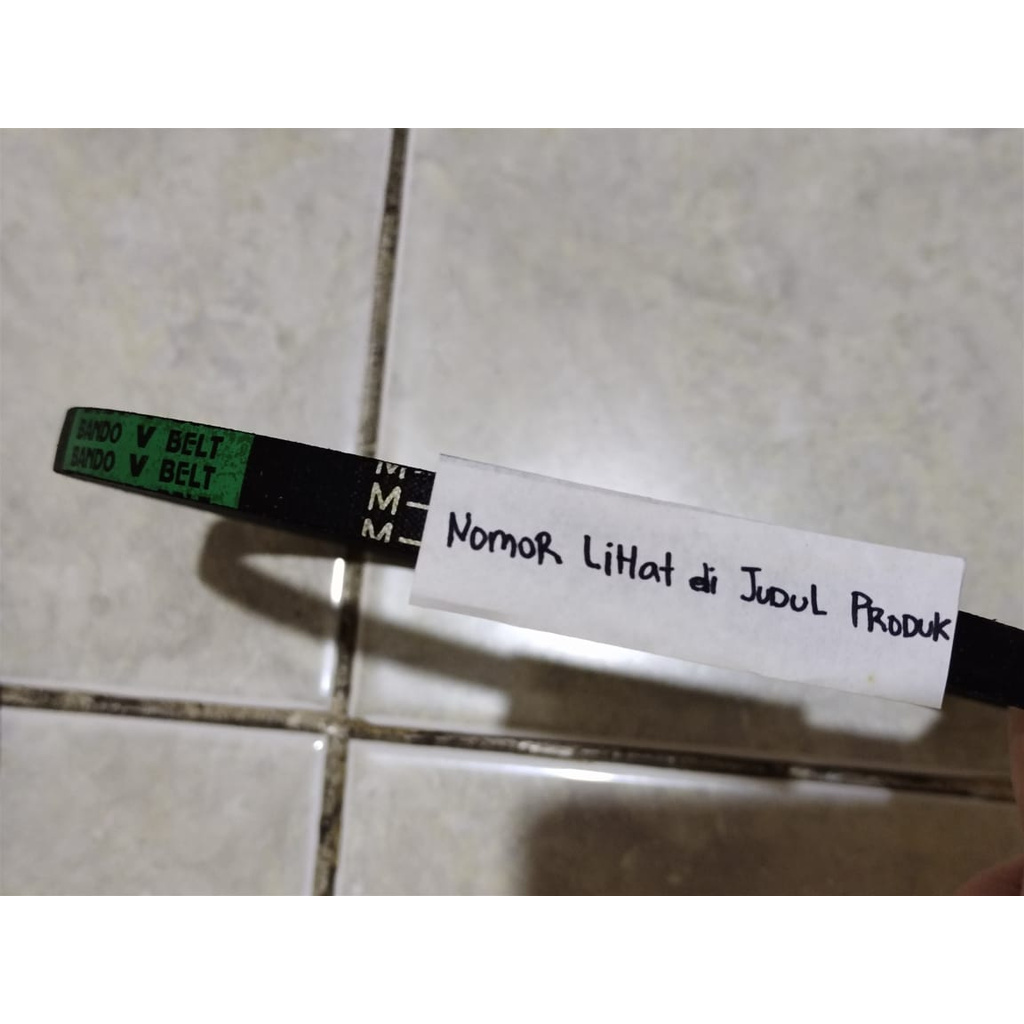 BANDO V BELT
BANDO V BELT
M-
M-
M-
NomoR LiHat di JUDUL PRODUK